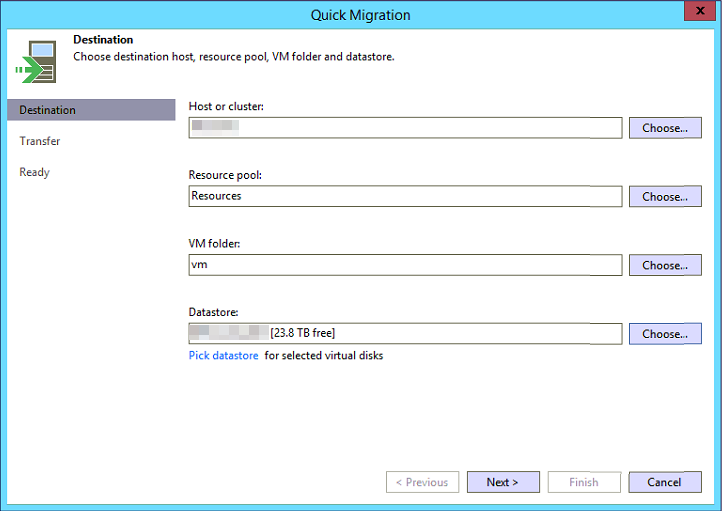 Quick Migration
x
Destination
Choose destination host, resource pool, VM folder and datastore.
Destination
Transfer
Ready
Host or cluster:
Choose...
Resource pool:
Resources
Choose...
VM folder:
vm
Choose...
Datastore:
[23.8 TB free]
Choose...
Pick datastore for selected virtual disks
< Previous
Next >
Finish
Cancel